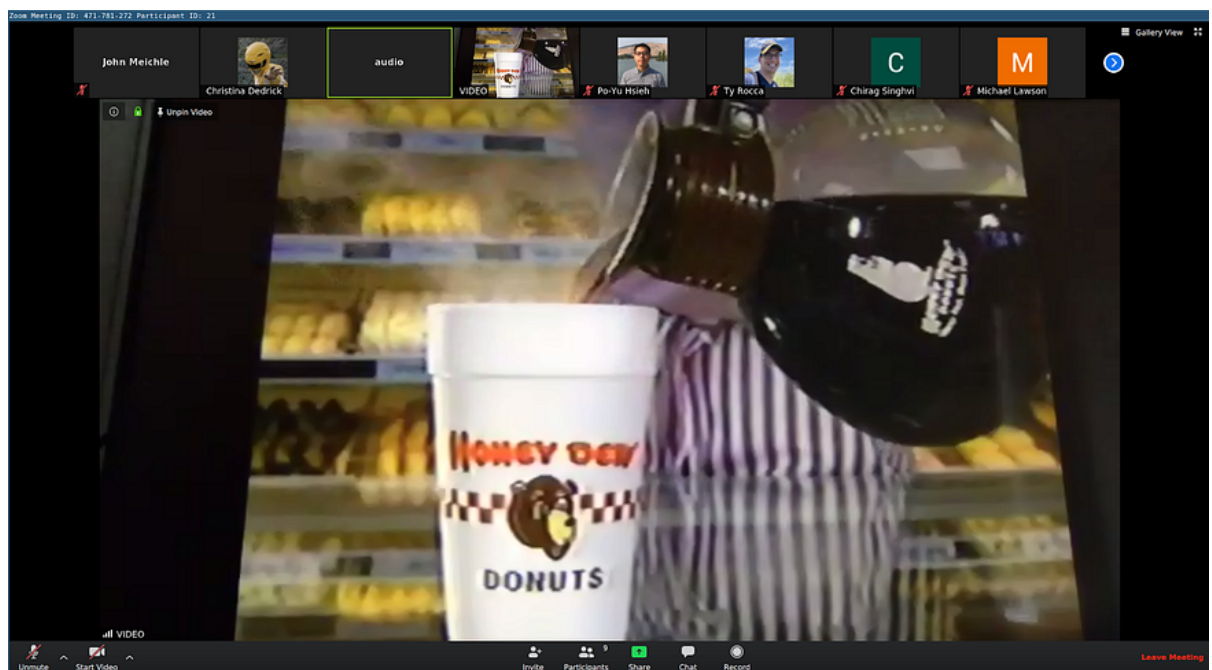 Zoom Meeting ID: 471-781-272 Participant ID: 21
Gallery View
John Meichle
audio
C
M
Christina Dedrick
VIDEO
Po-Yu Hsieh
Ty Rocca
Chirag Singhvi
Michael Lawson
Unpin Video
HONEY DEW
DONUTS
VIDEO
Unmute
Start Video
Invite
Participants
9
Share
Chat
Record
Leave Meeting